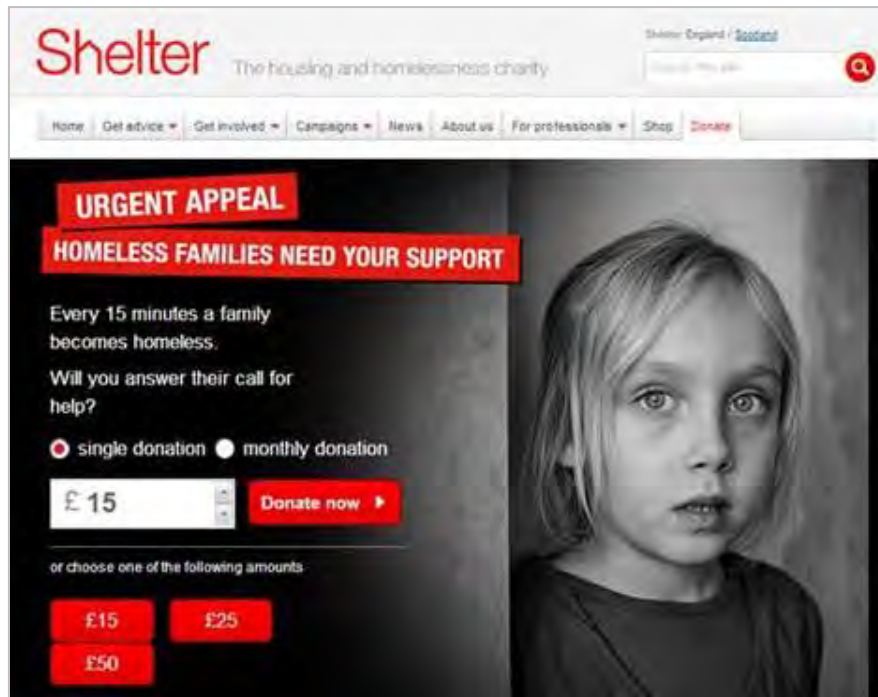 Shelter
The housing and homelessness charity
Shelter England / Scotland
Home Get advice Get involved Campaigns News About us For professionals Shop Donate
URGENT APPEAL
HOMELESS FAMILIES NEED YOUR SUPPORT
Every 15 minutes a family
becomes homeless.
Will you answer their call for
help?
single donation monthly donation
£ 15 Donate now
or choose one of the following amounts
£15 £25
£50